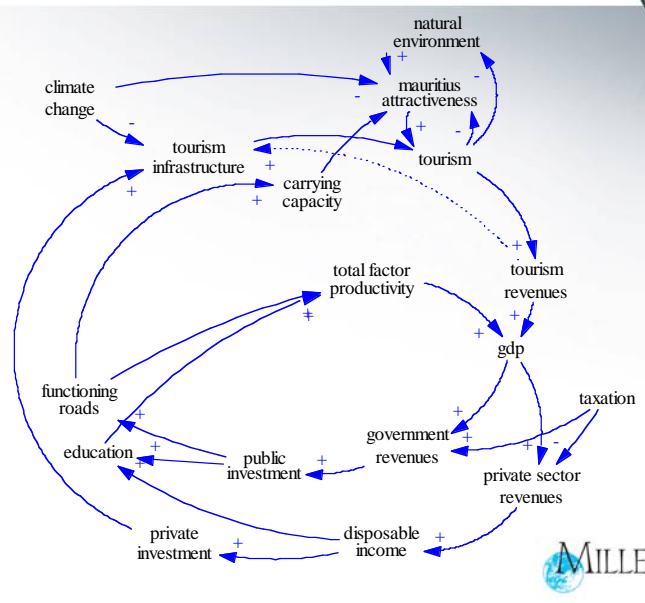 natural
environment
+
climate
change
-
mauritius
attractiveness
-
-
+
-
tourism
infrastructure
+
+
tourism
carrying
capacity
+
+
tourism
revenues
+
total factor
productivity
+
+
gdp
functioning
roads
+
taxation
education
+
+
public
investment
+
government
revenues
+
+
+
-
private sector
revenues
private
investment
+
disposable
income
+
MILLE